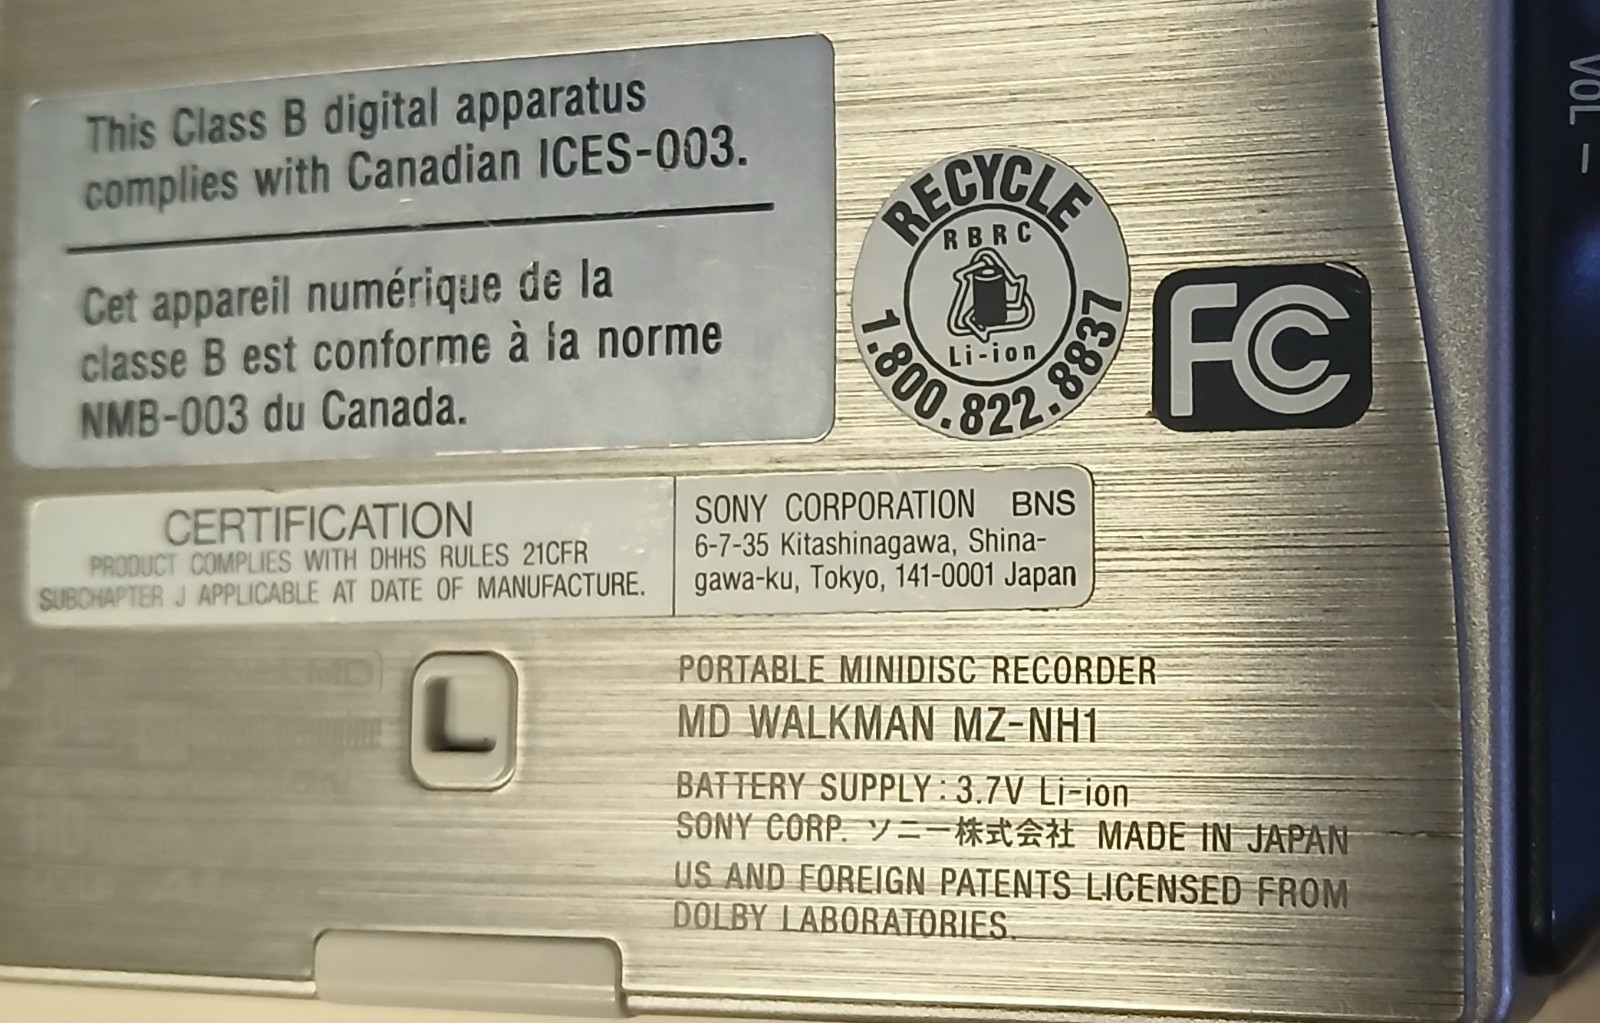 This Class B digital apparatus
complies with Canadian ICES-003.
Cet appareil numérique de la
classe B est conforme à la norme
NMB-003 du Canada.
RECYCLE
RBRC
Li-ion
1.800.822.8837
FC
VOL −
CERTIFICATION
PRODUCT COMPLIES WITH DHHS RULES 21CFR
SUBCHAPTER J APPLICABLE AT DATE OF MANUFACTURE.
SONY CORPORATION BNS
6-7-35 Kitashinagawa, Shina-
gawa-ku, Tokyo, 141-0001 Japan
PORTABLE MINIDISC RECORDER
MD WALKMAN MZ-NH1
BATTERY SUPPLY : 3.7V Li-ion
SONY CORP. ソニー株式会社 MADE IN JAPAN
US AND FOREIGN PATENTS LICENSED FROM
DOLBY LABORATORIES.